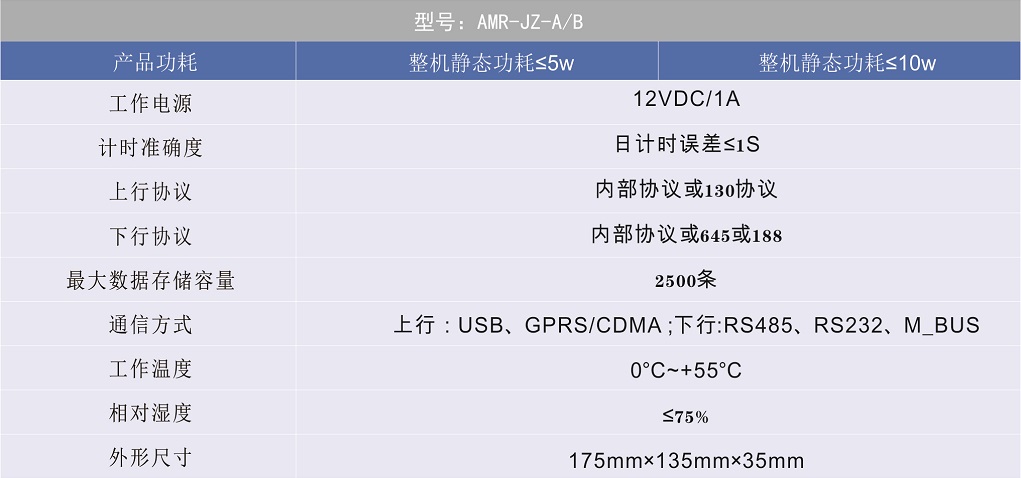 型号：AMR-JZ-A/B
产品功耗 整机静态功耗≤5w 整机静态功耗≤10w
工作电源 12VDC/1A
计时准确度 日计时误差≤1S
上行协议 内部协议或130协议
下行协议 内部协议或645或188
最大数据存储容量 2500条
通信方式 上行：USB、GPRS/CDMA ;下行:RS485、RS232、M_BUS
工作温度 0°C~+55°C
相对湿度 ≤75%
外形尺寸 175mm×135mm×35mm